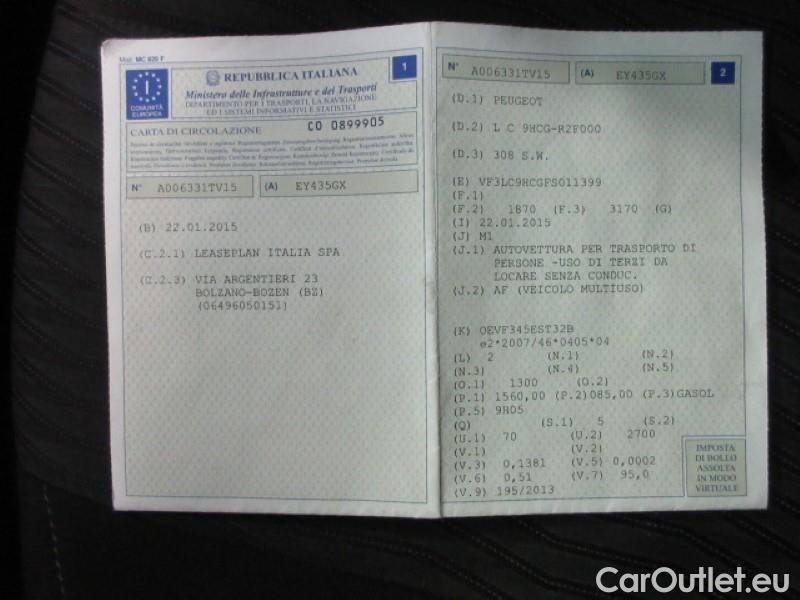 Mod. MC 820 F
I
COMUNITÀ
EUROPEA
REPUBBLICA ITALIANA
1
Ministero delle Infrastrutture e dei Trasporti
DIPARTIMENTO PER I TRASPORTI, LA NAVIGAZIONE
ED I SISTEMI INFORMATIVI E STATISTICI
CARTA DI CIRCOLAZIONE
CO 0899905
N° A006331TV15 (A) EY435GX
(B) 22.01.2015
(C.2.1) LEASEPLAN ITALIA SPA
(C.2.3) VIA ARGENTIERI 23
BOLZANO-BOZEN (BZ)
(06496050151)
N° A006331TV15 (A) EY435GX 2
(D.1) PEUGEOT
(D.2) L C 9HCG-R2F000
(D.3) 308 S.W.
(E) VF3LC9HCGFS011399
(F.1)
(F.2) 1870 (F.3) 3170 (G)
(I) 22.01.2015
(J) M1
(J.1) AUTOVETTURA PER TRASPORTO DI
PERSONE -USO DI TERZI DA
LOCARE SENZA CONDUC.
(J.2) AF (VEICOLO MULTIUSO)
(K) OEVF345EST32B
e2*2007/46*0405*04
(L) 2 (N.1) (N.2)
(N.3) (N.4) (N.5)
(O.1) 1300 (O.2)
(P.1) 1560,00 (P.2)085,00 (P.3)GASOL
(P.5) 9H05
(Q) (S.1) 5 (S.2)
(U.1) 70 (U.2) 2700
(V.1) (V.2)
(V.3) 0,1381 (V.5) 0,0002
(V.6) 0,51 (V.7) 95,0
(V.9) 195/2013
IMPOSTA
DI BOLLO
ASSOLTA
IN MODO
VIRTUALE
CarOutlet.eu